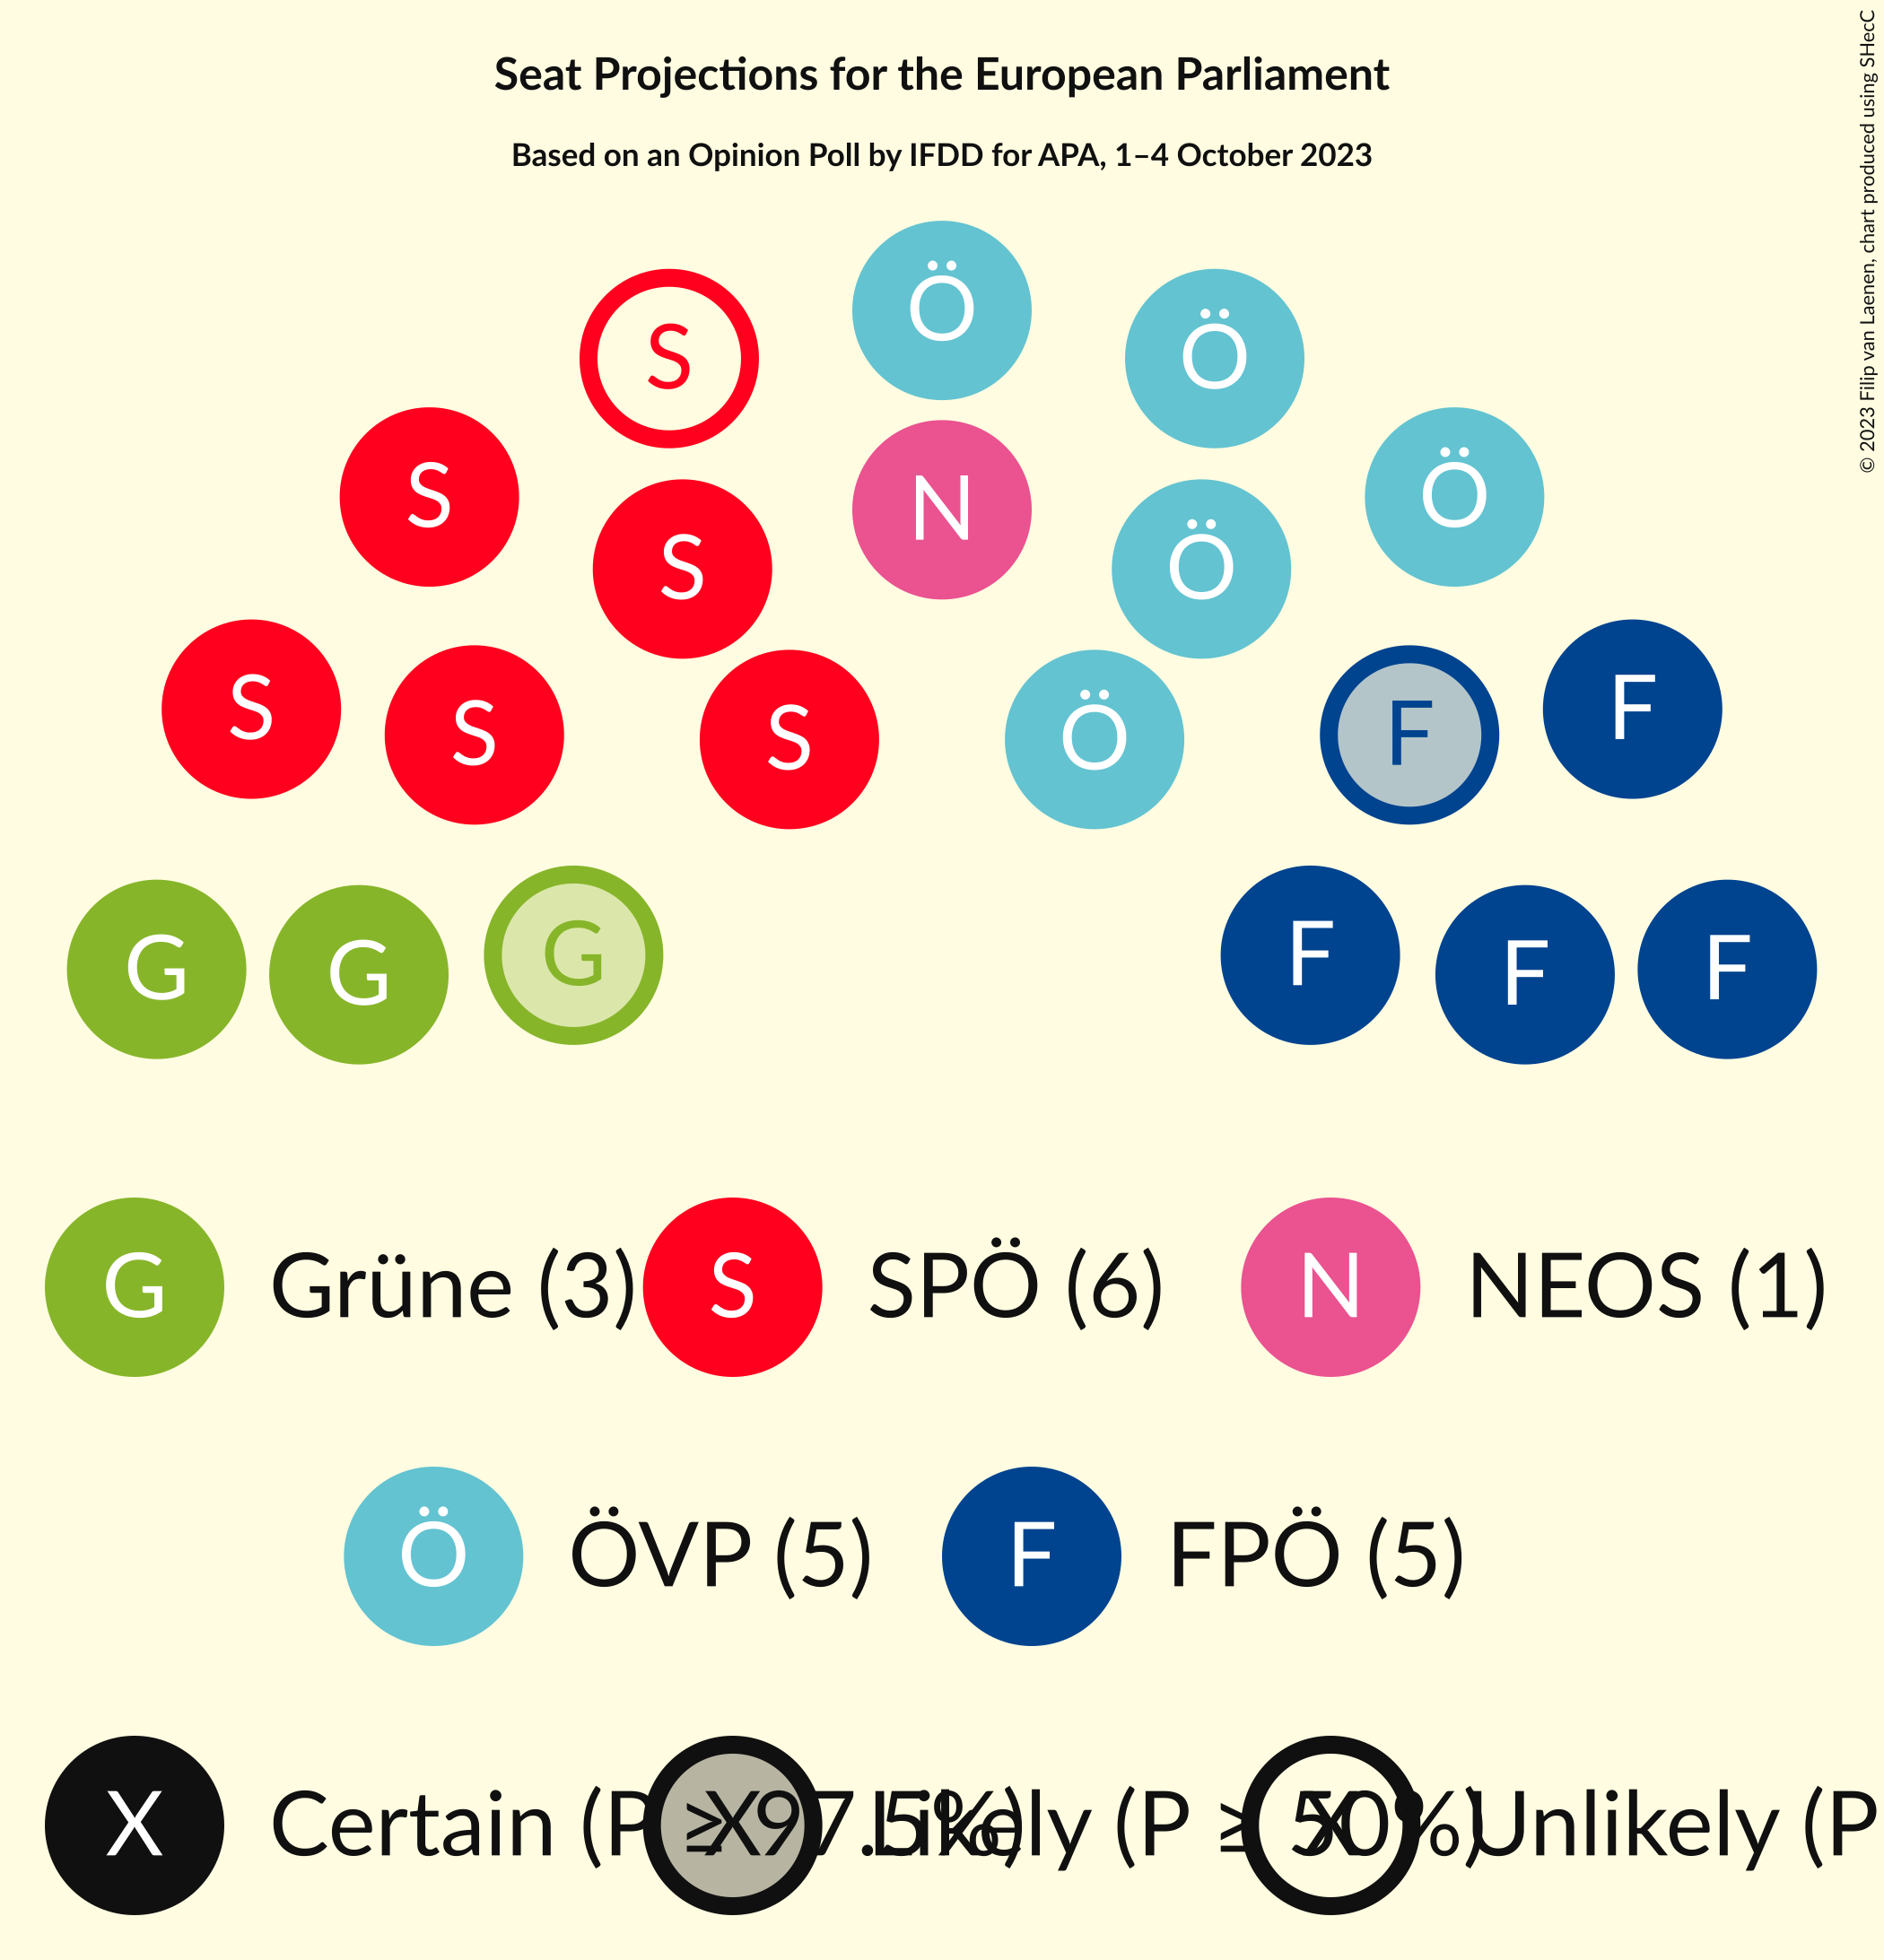 Seat Projections for the European Parliament
Based on an Opinion Poll by IFDD for APA, 1–4 October 2023
© 2023 Filip van Laenen, chart produced using SHecC
Ö
S Ö
S Ö
N
S Ö
S F
S F
S Ö
G F
G F
G F
G Grüne (3) S SPÖ (6) N NEOS (1)
Ö ÖVP (5) F FPÖ (5)
X Certain (P ≥ 97.5%) X Likely (P ≥ 50%) X Unlikely (P